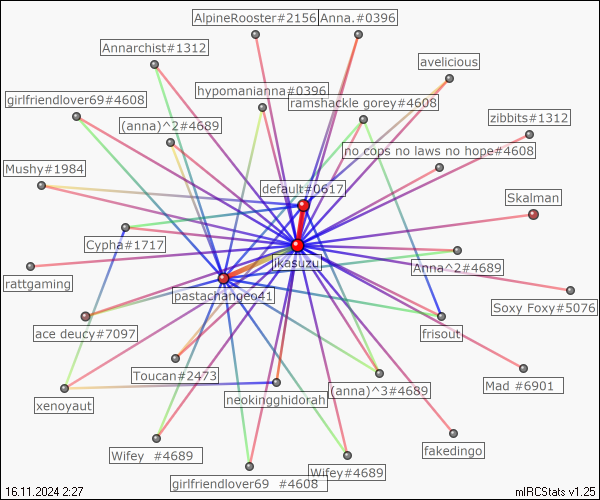 AlpineRooster#2156
Anna.#0396
Annarchist#1312
avelicious
hypomanianna#0396
girlfriendlover69#4608
ramshackle gorey#4608
(anna)^2#4689
zibbits#1312
no cops no laws no hope#4608
Mushy#1984
default#0617
Skalman
Cypha#1717
jkasuzu
Anna^2#4689
rattgaming
pastachangeo41
Soxy Foxy#5076
ace deucy#7097
frisout
Toucan#2473
Mad #6901
(anna)^3#4689
xenoyaut
neokingghidorah
Wifey #4689
fakedingo
Wifey#4689
girlfriendlover69 #4608
16.11.2024 2:27
mIRCStats v1.25